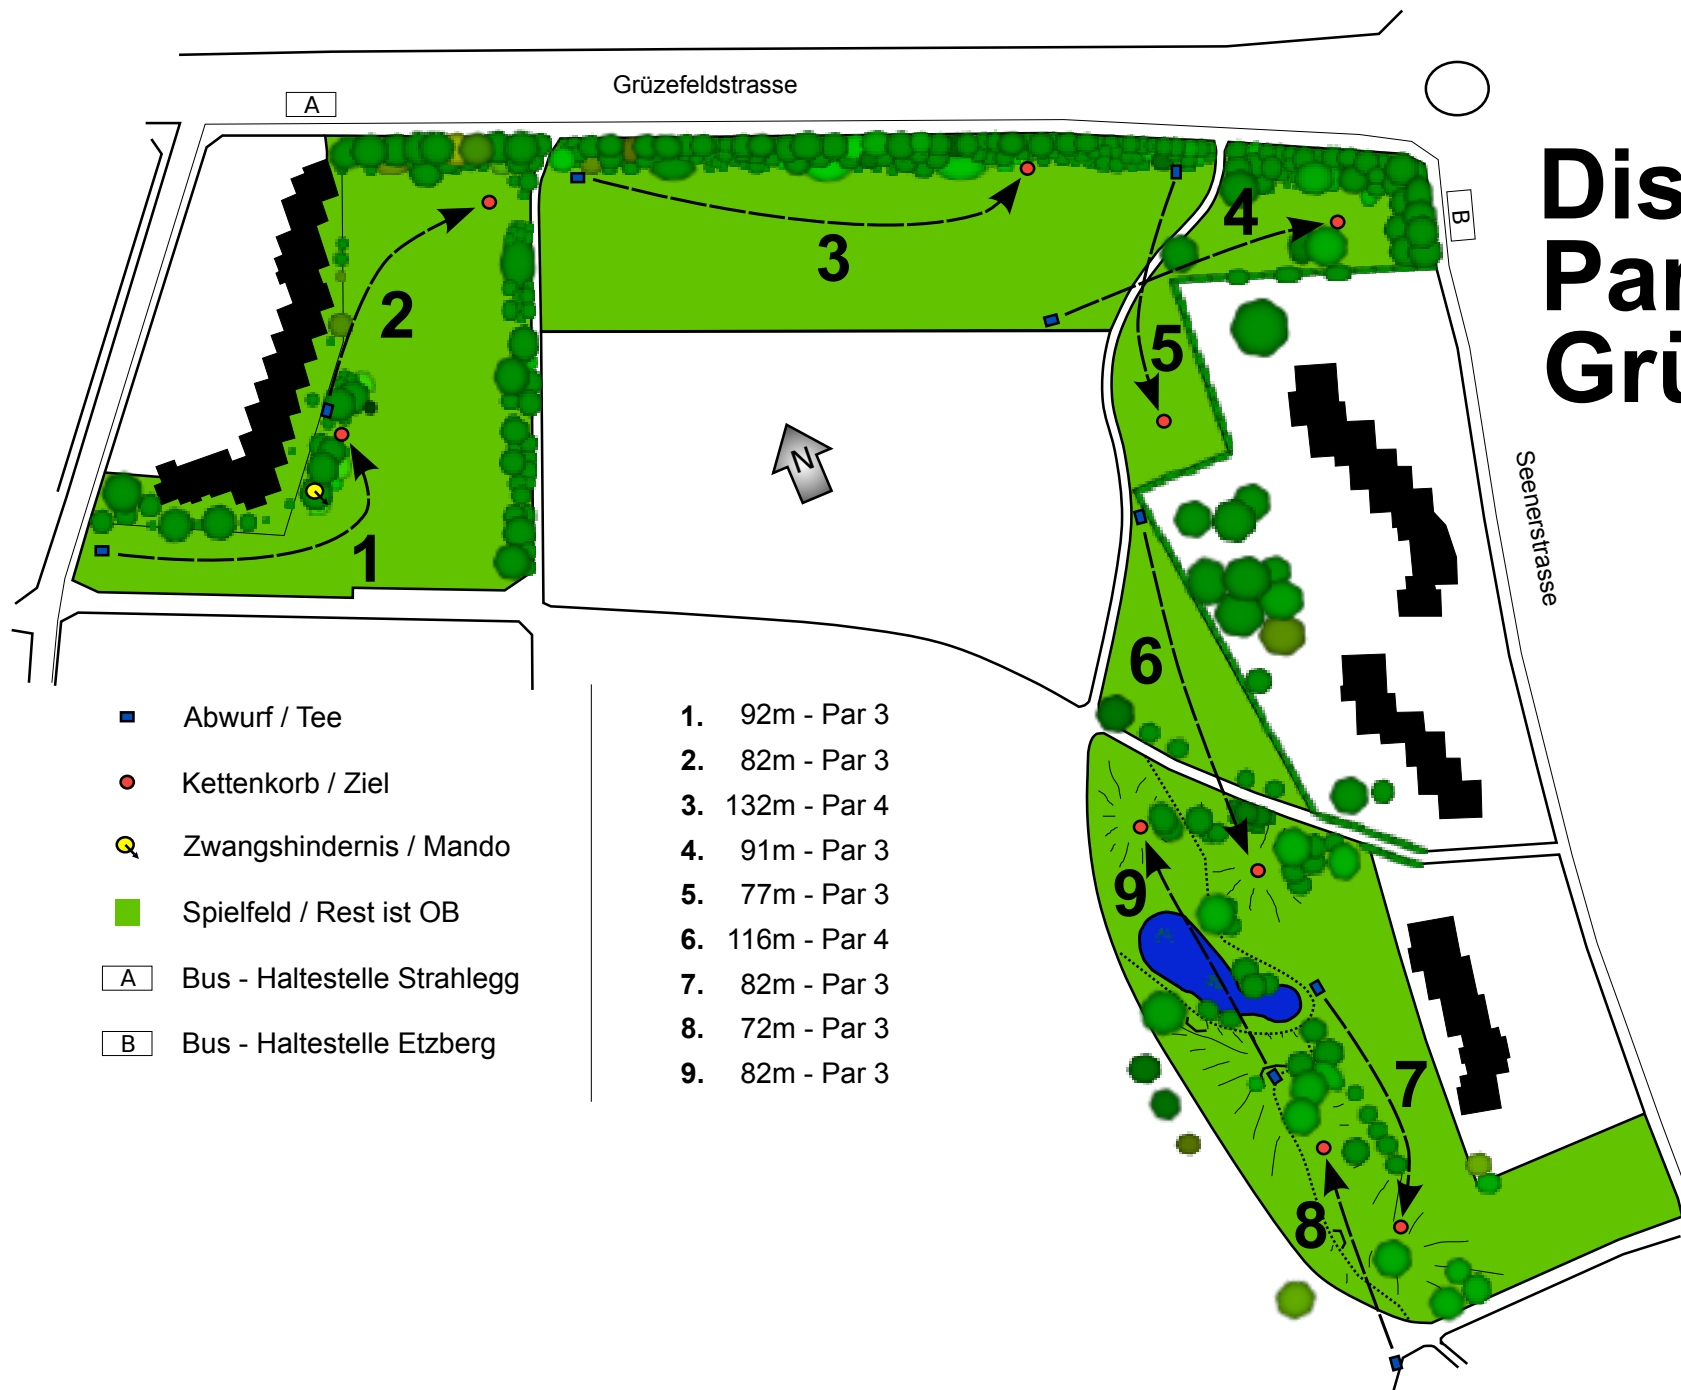 Grüzefeldstrasse
A
B
N
Seenerstrasse
1
2
3
4
5
6
7
8
9
Abwurf / Tee
Kettenkorb / Ziel
Zwangshindernis / Mando
Spielfeld / Rest ist OB
A Bus - Haltestelle Strahlegg
B Bus - Haltestelle Etzberg
1. 92m - Par 3
2. 82m - Par 3
3. 132m - Par 4
4. 91m - Par 3
5. 77m - Par 3
6. 116m - Par 4
7. 82m - Par 3
8. 72m - Par 3
9. 82m - Par 3
Dis
Par
Grü